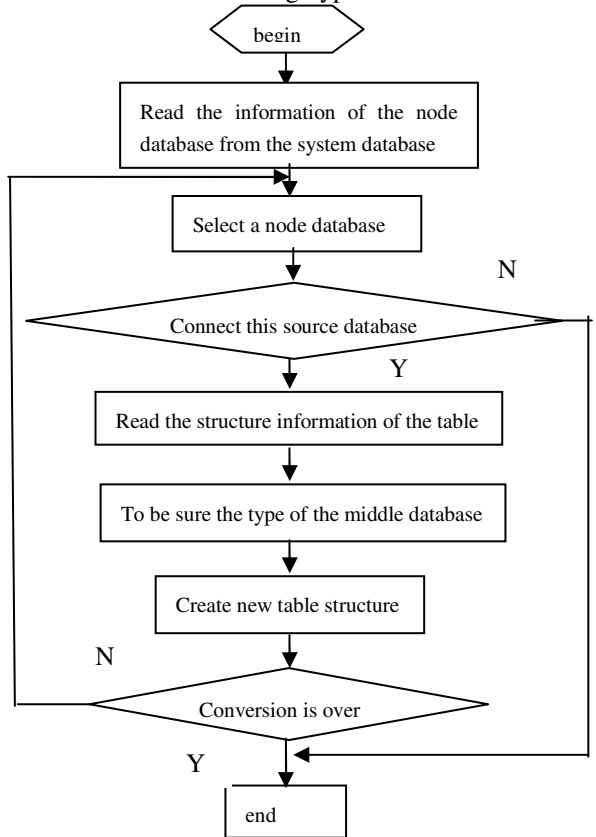 begin
Read the information of the node
database from the system database
Select a node database
N
Connect this source database
Y
Read the structure information of the table
To be sure the type of the middle database
Create new table structure
N
Conversion is over
Y
end